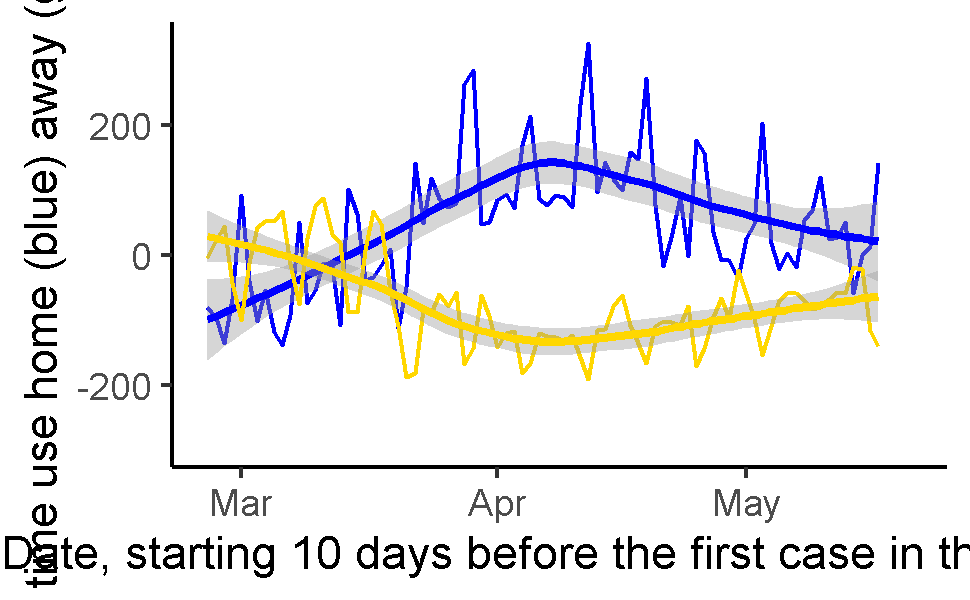 time use home (blue) away (
200
0
-200
Mar Apr May
Date, starting 10 days before the first case in th